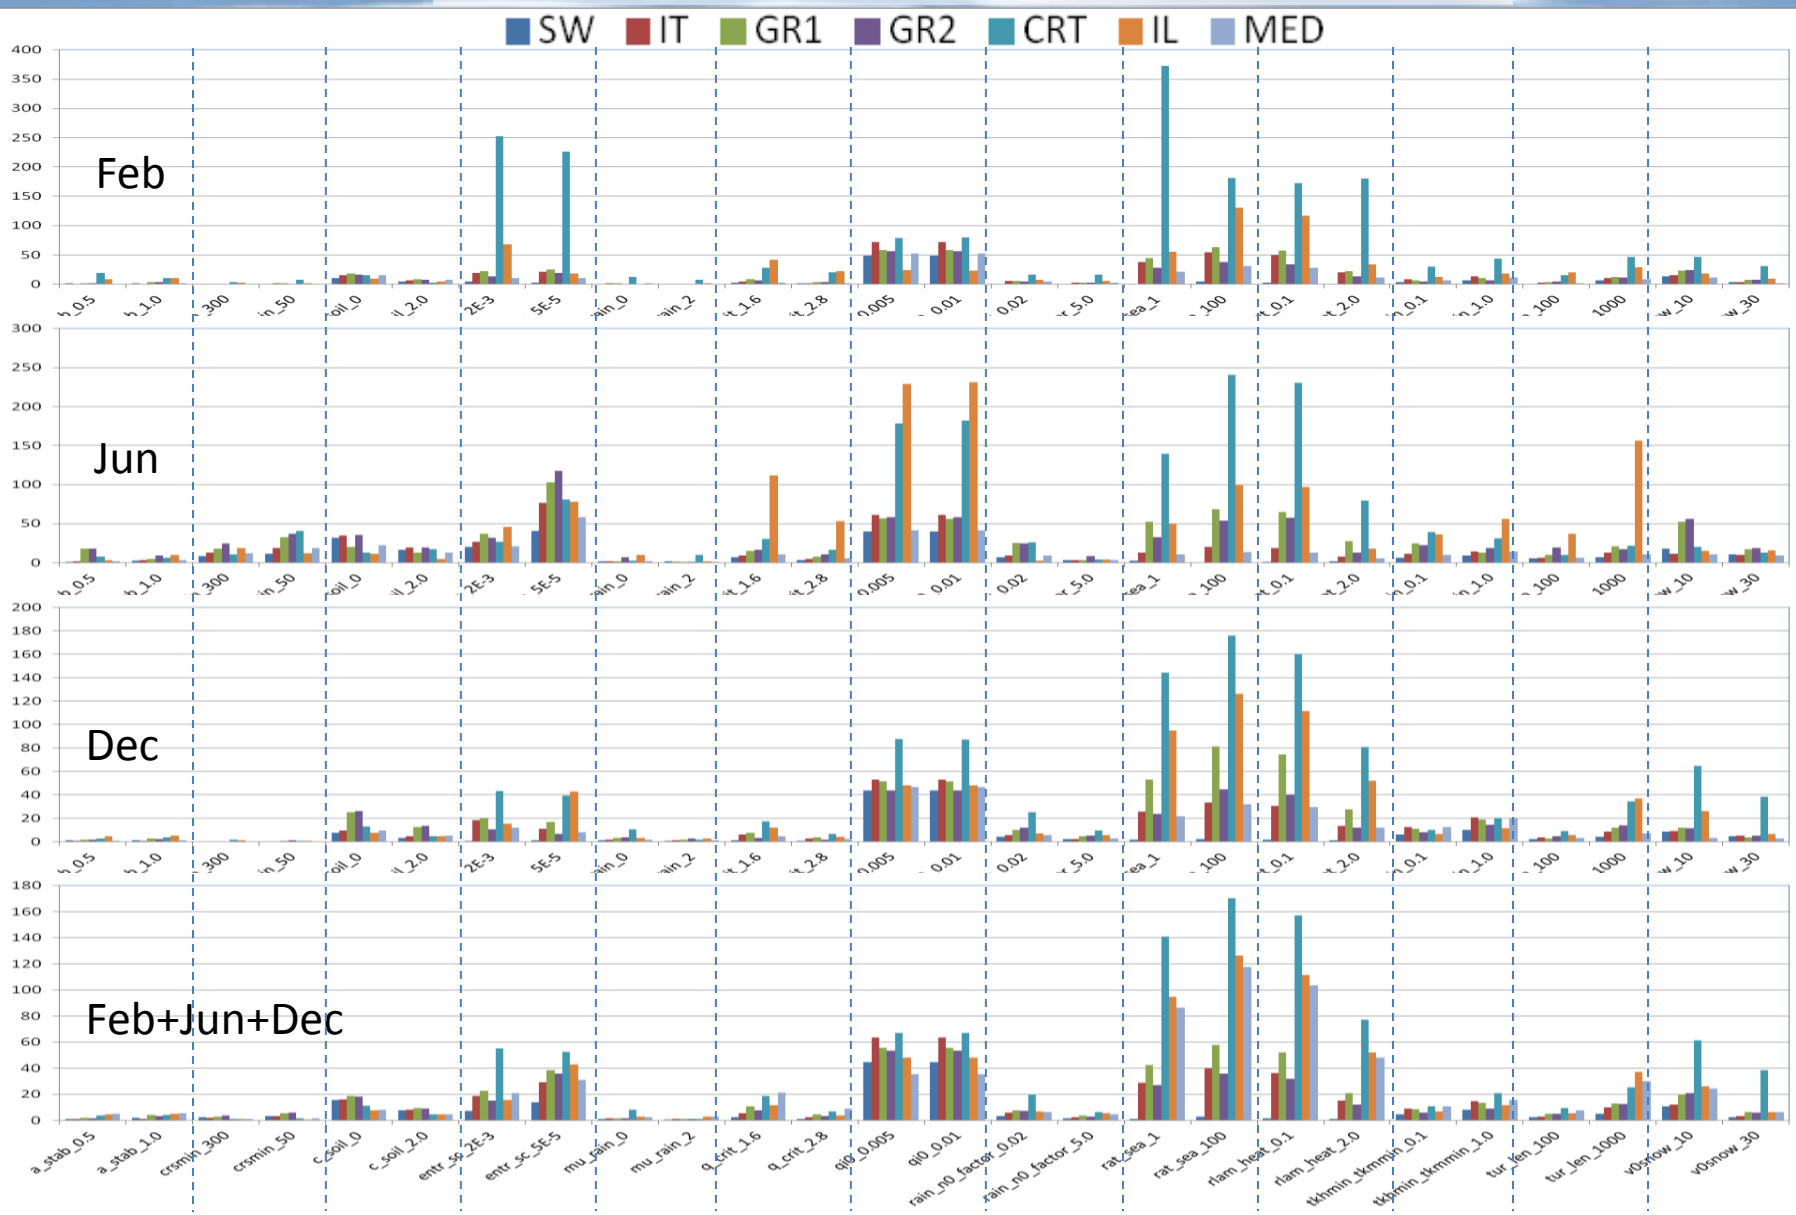 SW IT GR1 GR2 CRT IL MED
400
350
300
250
200
150
100
50
0
Feb
300
250
200
150
100
50
0
Jun
200
180
160
140
120
100
80
60
40
20
0
Dec
180
160
140
120
100
80
60
40
20
0
Feb+Jun+Dec
a_stab_0.5
a_stab_1.0
crsmin_300
crsmin_50
c_soil_0
c_soil_2.0
entr_sc_2E-3
entr_sc_5E-5
mu_rain_0
mu_rain_2
q_crit_1.6
q_crit_2.8
qi0_0.005
qi0_0.01
rain_n0_factor_0.02
rain_n0_factor_5.0
rat_sea_1
rat_sea_100
rlam_heat_0.1
rlam_heat_2.0
tkhmin_tkmmin_0.1
tkhmin_tkmmin_1.0
tur_len_100
tur_len_1000
v0snow_10
v0snow_30